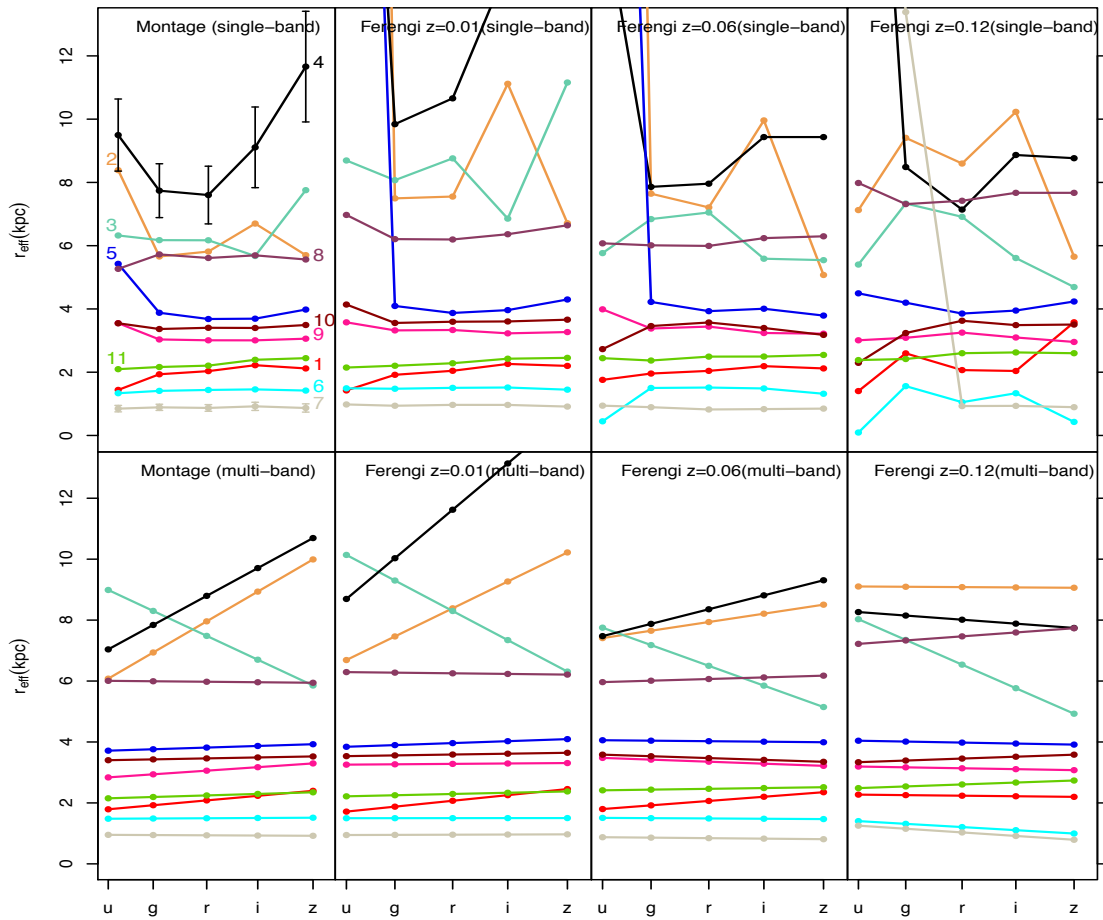 Montage (single−band)
Ferengi z=0.01(single−band)
Ferengi z=0.06(single−band)
Ferengi z=0.12(single−band)
reff(kpc)
12
10
8
6
4
2
0
4
2
3
5
8
10
9
11
1
6
7
Montage (multi−band)
Ferengi z=0.01(multi−band)
Ferengi z=0.06(multi−band)
Ferengi z=0.12(multi−band)
reff(kpc)
12
10
8
6
4
2
0
u g r i z
u g r i z
u g r i z
u g r i z